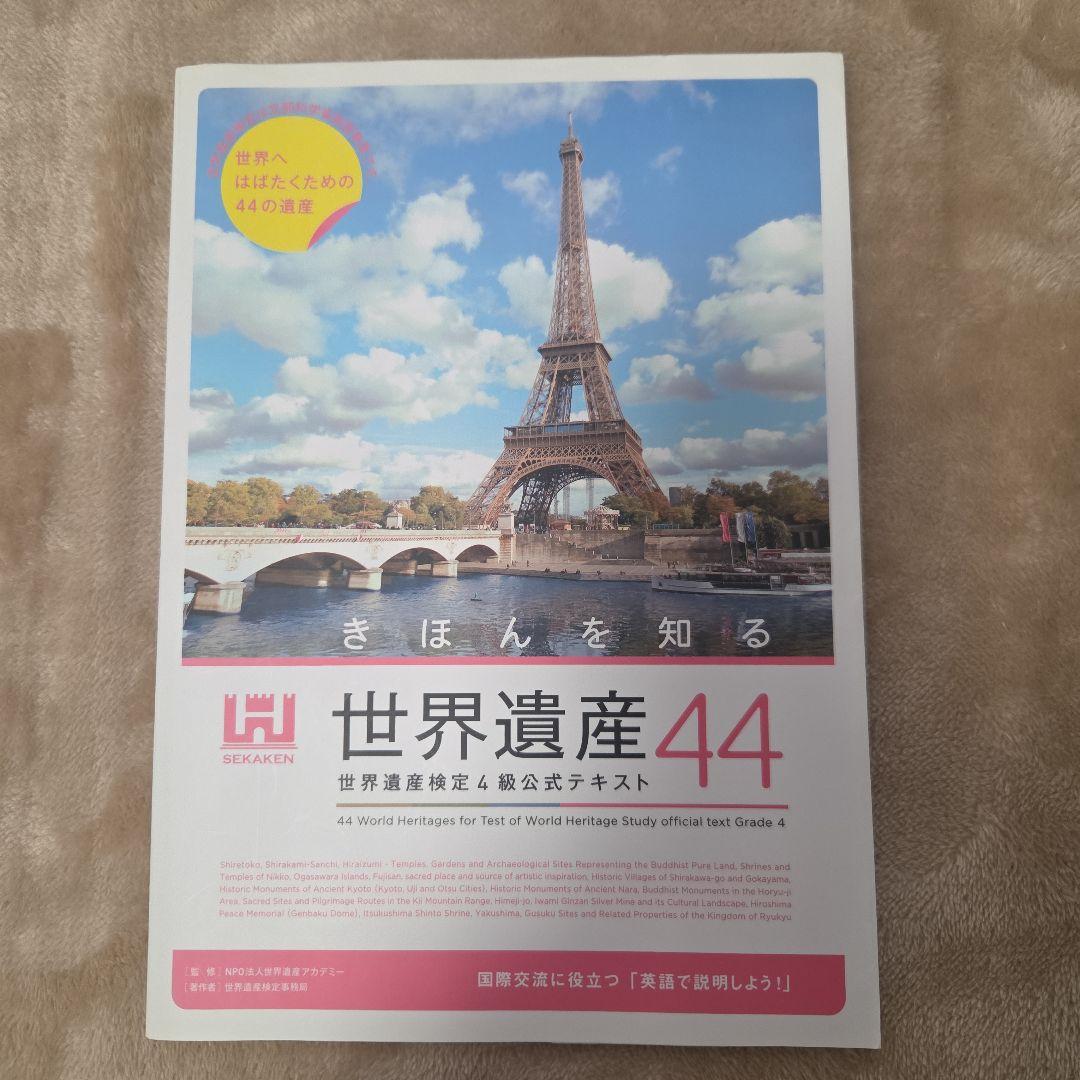 世界へ
はばたくための
44の遺産
きほんを知る
SEKAKEN
世界遺産44
世界遺産検定4級公式テキスト
44 World Heritages for Test of World Heritage Study official text Grade 4
Shiretoko, Shirakami-Sanchi, Hiraizumi - Temples, Gardens and Archaeological Sites Representing the Buddhist Pure Land, Shrines and
Temples of Nikko, Ogasawara Islands, Fujisan, sacred place and source of artistic inspiration, Historic Villages of Shirakawa-go and Gokayama,
Historic Monuments of Ancient Kyoto (Kyoto, Uji and Otsu Cities), Historic Monuments of Ancient Nara, Buddhist Monuments in the Horyu-ji
Area, Sacred Sites and Pilgrimage Routes in the Kii Mountain Range, Himeji-jo, Iwami Ginzan Silver Mine and its Cultural Landscape, Hiroshima
Peace Memorial (Genbaku Dome), Itsukushima Shinto Shrine, Yakushima, Gusuku Sites and Related Properties of the Kingdom of Ryukyu
[監 修] NPO法人世界遺産アカデミー
[著作者] 世界遺産検定事務局
国際交流に役立つ「英語で説明しよう!」